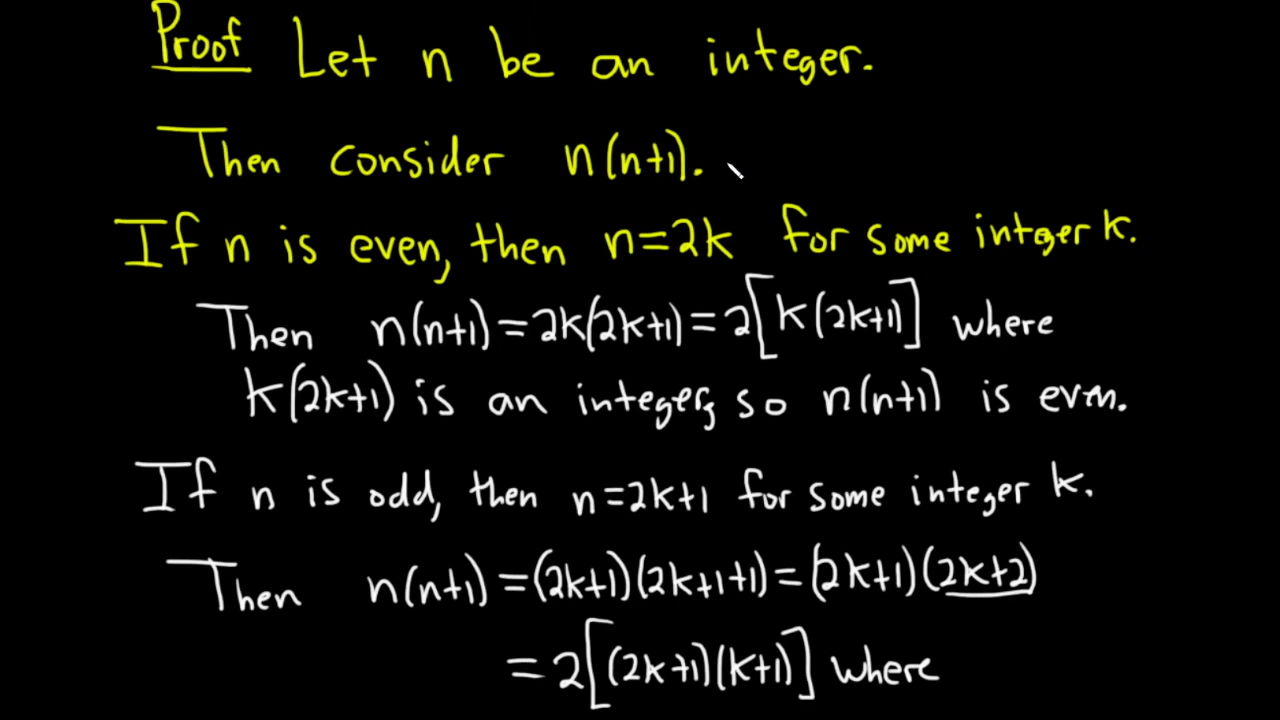 Proof Let n be an integer.
Then consider n(n+1).
If n is even, then n=2k for some integer k.
Then n(n+1)=2k(2k+1)=2[k(2k+1)] where
k(2k+1) is an integer, so n(n+1) is even.
If n is odd, then n=2k+1 for some integer k.
Then n(n+1)=(2k+1)(2k+1+1)=(2k+1)(2k+2)
=2[(2k+1)(k+1)] where